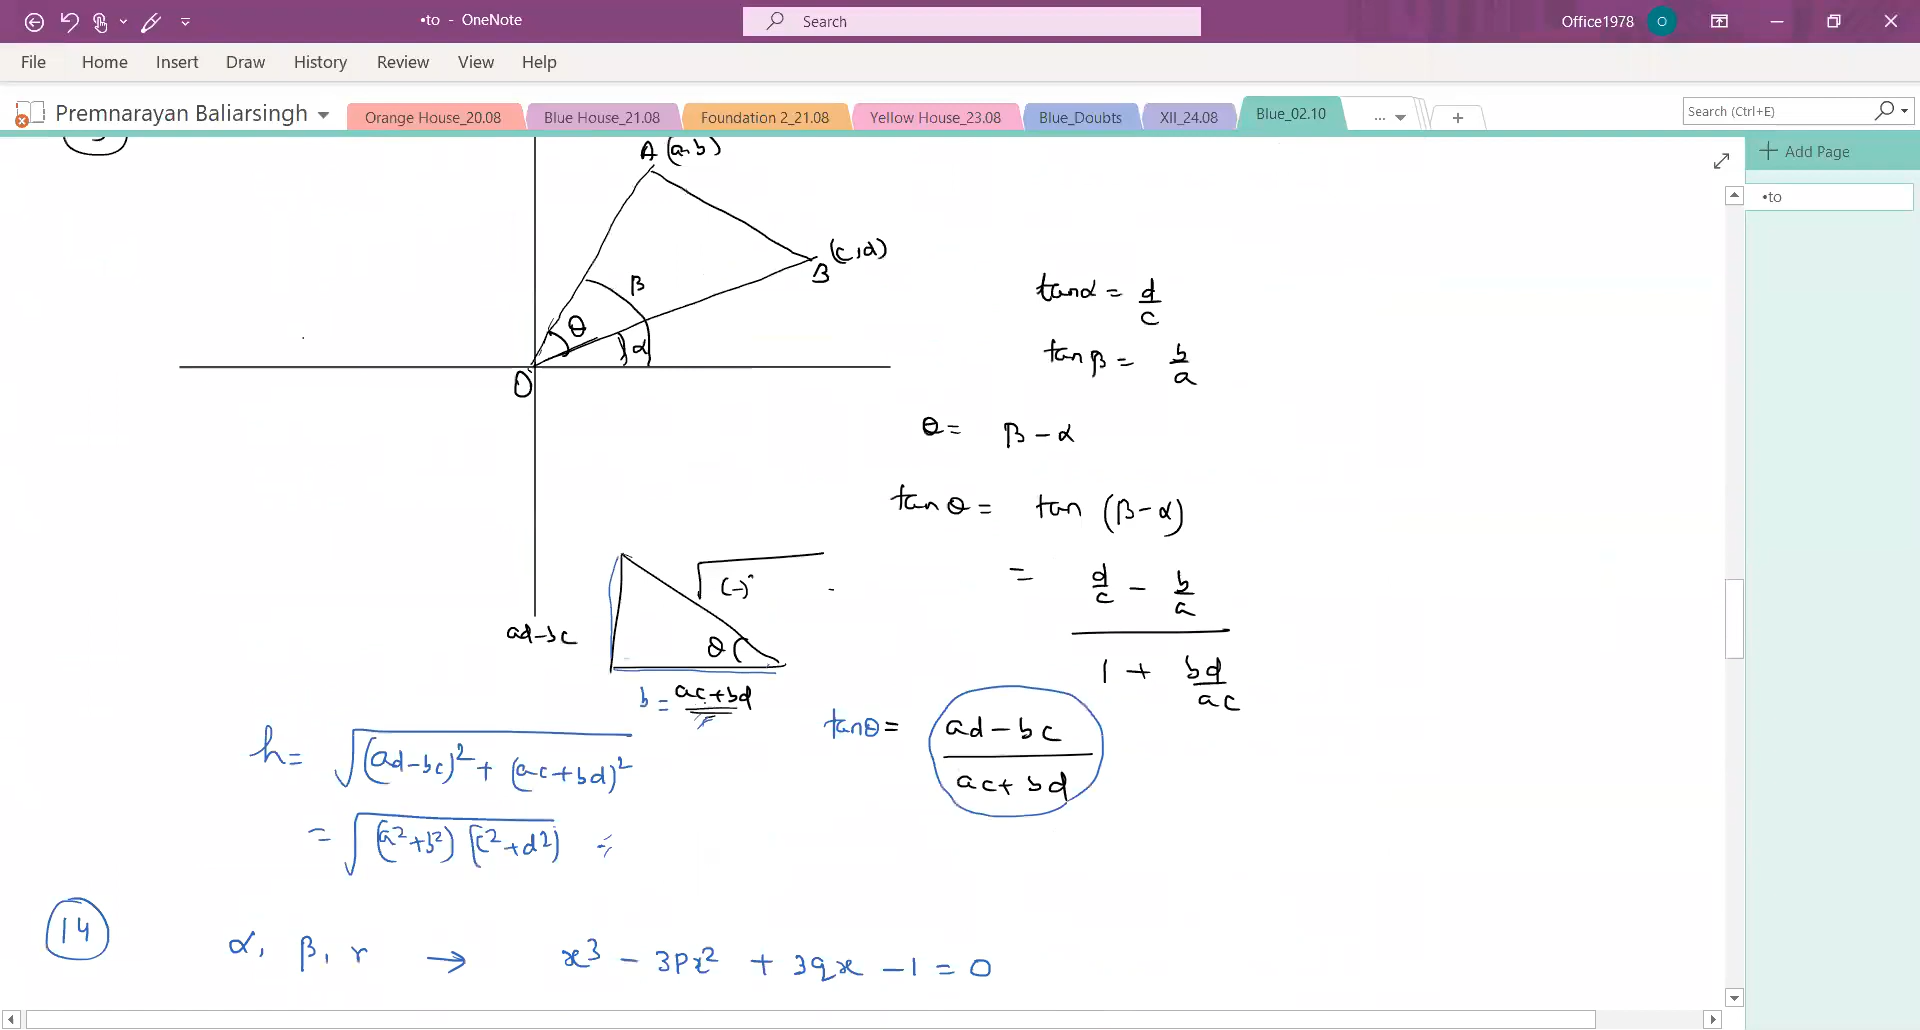 •to - OneNote
Search
Office1978
O
File Home Insert Draw History Review View Help
Premnarayan Baliarsingh
Orange House_20.08
Blue House_21.08
Foundation 2_21.08
Yellow House_23.08
Blue_Doubts
XII_24.08
Blue_02.10
...
+
Search (Ctrl+E)
+ Add Page
•to
A (a,b)
B (c,d)
β
θ
α
O
tanα = d/c
tanβ = b/a
θ = β - α
tanθ = tan (β-α)
= (d/c - b/a) / (1 + bd/ac)
tanθ = (ad-bc) / (ac+bd)
ad-bc
θ
b = ac+bd
h = √((ad-bc)² + (ac+bd)²)
= √((a²+b²) (c²+d²))
14
α, β, r → x³ - 3Px² + 3qx - 1 = 0